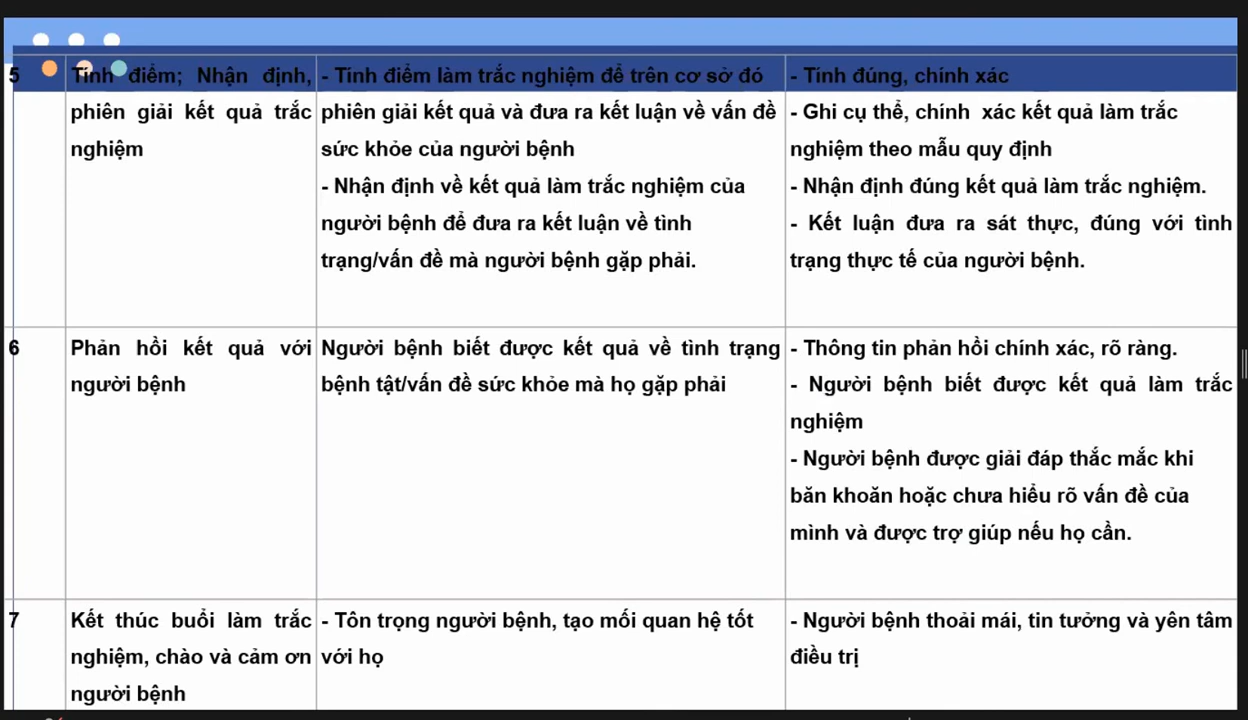 5
Tính điểm; Nhận định,
phiên giải kết quả trắc
nghiệm
- Tính điểm làm trắc nghiệm để trên cơ sở đó
phiên giải kết quả và đưa ra kết luận về vấn đề
sức khỏe của người bệnh
- Nhận định về kết quả làm trắc nghiệm của
người bệnh để đưa ra kết luận về tình
trạng/vấn đề mà người bệnh gặp phải.
- Tính đúng, chính xác
- Ghi cụ thể, chính xác kết quả làm trắc
nghiệm theo mẫu quy định
- Nhận định đúng kết quả làm trắc nghiệm.
- Kết luận đưa ra sát thực, đúng với tình
trạng thực tế của người bệnh.
6
Phản hồi kết quả với
người bệnh
Người bệnh biết được kết quả về tình trạng
bệnh tật/vấn đề sức khỏe mà họ gặp phải
- Thông tin phản hồi chính xác, rõ ràng.
- Người bệnh biết được kết quả làm trắc
nghiệm
- Người bệnh được giải đáp thắc mắc khi
băn khoăn hoặc chưa hiểu rõ vấn đề của
mình và được trợ giúp nếu họ cần.
7
Kết thúc buổi làm trắc
nghiệm, chào và cảm ơn
người bệnh
- Tôn trọng người bệnh, tạo mối quan hệ tốt
với họ
- Người bệnh thoải mái, tin tưởng và yên tâm
điều trị